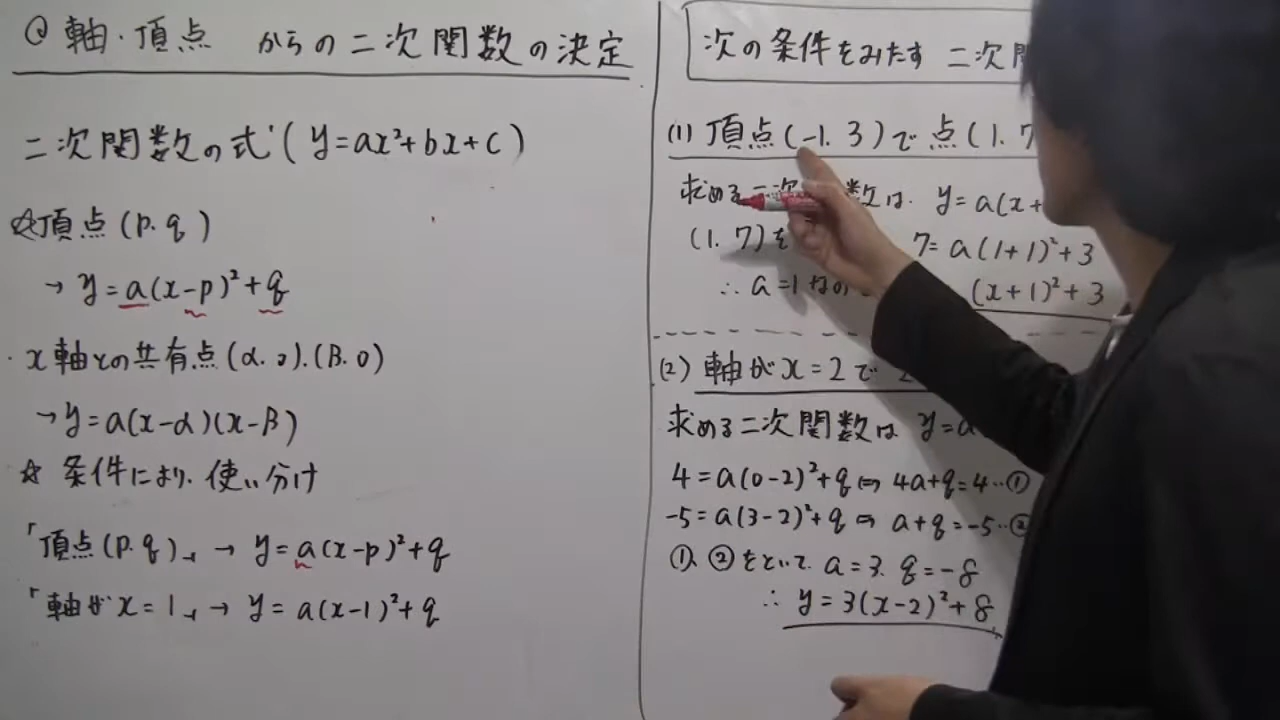 @ 軸・頂点 からの二次関数の決定
二次関数の式 (y=ax²+bx+c)
☆頂点(p.q)
→ y=a(x-p)²+q
・x軸との共有点(α.0).(β.0)
→y=a(x-α)(x-β)
☆ 条件により、使い分け
「頂点(p.q)」→ y=a(x-p)²+q
「軸が x=1」→ y=a(x-1)²+q
次の条件をみたす 二次
(1) 頂点(-1.3)で点(1.7
求める二次 数は. y=a(x+
(1.7)を 7=a(1+1)²+3
∴a=1なの (x+1)²+3
(2) 軸がx=2で 2
求める二次関数は y=a
4=a(0-2)²+q ⇔ 4a+q=4…①
-5=a(3-2)²+q ⇔ a+q=-5…②
①、②をといて. a=3. q=-8
∴ y=3(x-2)²+8